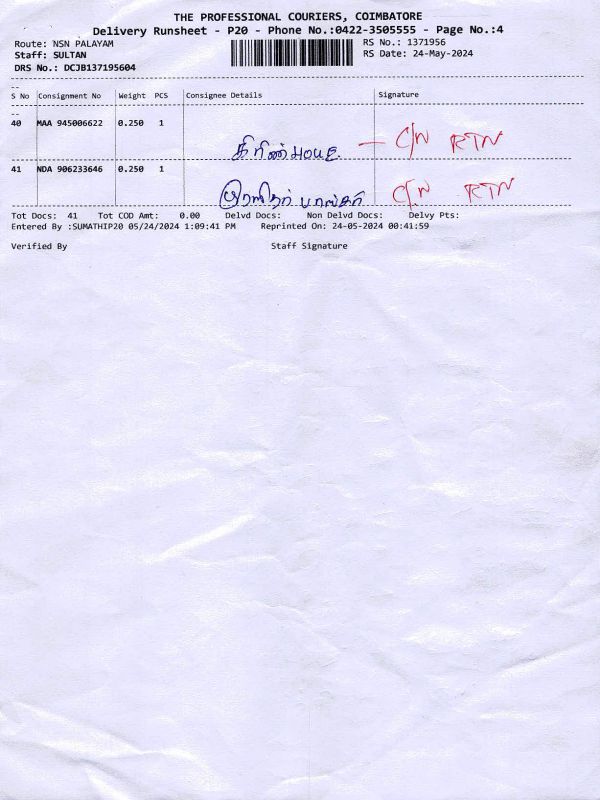 THE PROFESSIONAL COURIERS, COIMBATORE
Delivery Runsheet - P20 - Phone No.:0422-3505555 - Page No.:4
Route: NSN PALAYAM RS No.: 1371956
Staff: SULTAN RS Date: 24-May-2024
DRS No.: DCJB137195604
S No Consignment No Weight PCS Consignee Details Signature
40 MAA 945006622 0.250 1
கிரிண் HOUE. — C/N RTN
41 NDA 906233646 0.250 1
C/N RTN
Tot Docs: 41 Tot COD Amt: 0.00 Delvd Docs: Non Delvd Docs: Delvy Pts:
Entered By :SUMATHIP20 05/24/2024 1:09:41 PM Reprinted On: 24-05-2024 00:41:59
Verified By Staff Signature